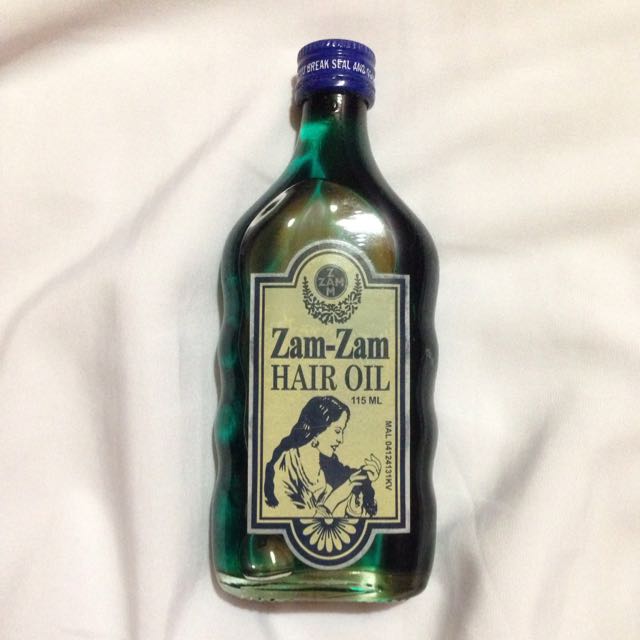 BREAK SEAL AND
Z
ZAM
M
Zam-Zam
HAIR OIL
115 ML
MAL 04124131KV